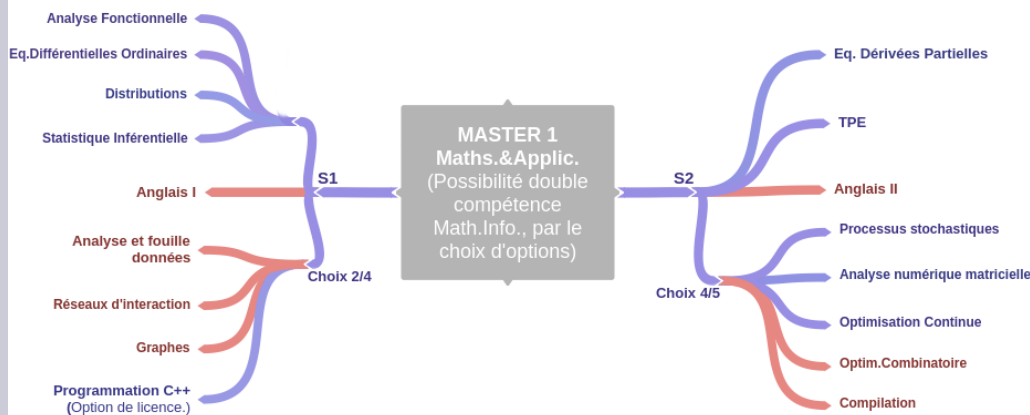 Analyse Fonctionnelle
Eq.Différentielles Ordinaires
Distributions
Statistique Inférentielle
S1
Anglais I
Analyse et fouille
données
Choix 2/4
Réseaux d'interaction
Graphes
Programmation C++
(Option de licence.)
MASTER 1
Maths.&Applic.
(Possibilité double
compétence
Math.Info., par le
choix d'options)
Eq. Dérivées Partielles
TPE
S2
Anglais II
Processus stochastiques
Analyse numérique matricielle
Choix 4/5
Optimisation Continue
Optim.Combinatoire
Compilation